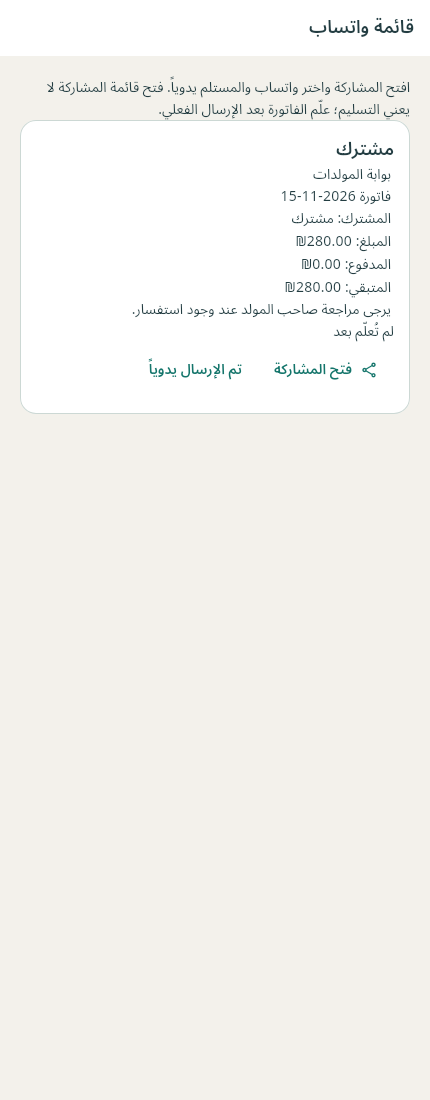 قائمة واتساب
افتح المشاركة واختر واتساب والمستلم يدوياً. فتح قائمة المشاركة لا
يعني التسليم؛ علّم الفاتورة بعد الإرسال الفعلي.
مشترك
بوابة المولدات
فاتورة 2026-11-15
المشترك: مشترك
المبلغ: 280.00₪
المدفوع: 0.00₪
المتبقي: 280.00₪
يرجى مراجعة صاحب المولد عند وجود استفسار.
لم تُعلّم بعد
فتح المشاركة
تم الإرسال يدوياً